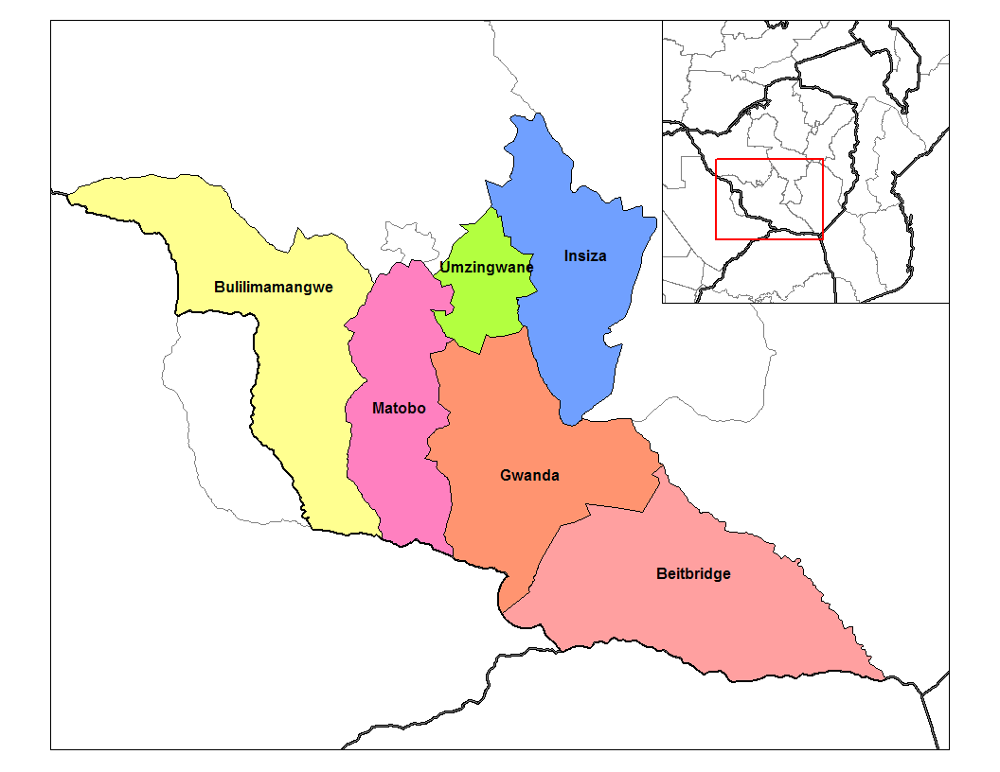 Insiza
Umzingwane
Bulilimamangwe
Matobo
Gwanda
Beitbridge